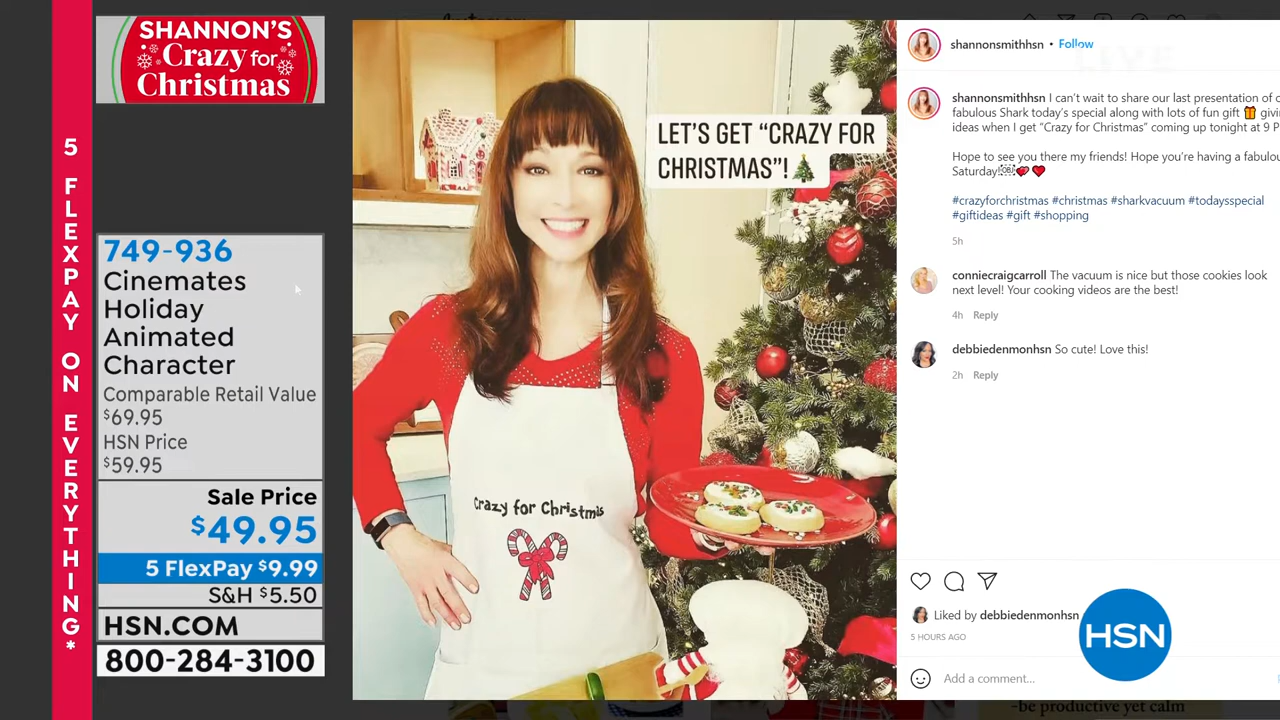 SHANNON'S
Crazy for
Christmas
5 FLEXPAY ON EVERYTHING*
749-936
Cinemates
Holiday
Animated
Character
Comparable Retail Value
$69.95
HSN Price
$59.95
Sale Price
$49.95
5 FlexPay $9.99
S&H $5.50
HSN.COM
800-284-3100
LET'S GET “CRAZY FOR
CHRISTMAS”!🎄
Crazy for Christmas
shannonsmithhsn • Follow
LIVE
shannonsmithhsn I can't wait to share our last presentation of
fabulous Shark today's special along with lots of fun gift 🎁
ideas when I get “Crazy for Christmas” coming up tonight at 9
Hope to see you there my friends! Hope you're having a
Saturday 💕❤️
#crazyforchristmas #christmas #sharkvacuum #todaysspecial
#giftideas #gift #shopping
5h
conniecraigcarroll The vacuum is nice but those cookies look
next level! Your cooking videos are the best!
4h Reply
debbiedenmonhsn So cute! Love this!
2h Reply
Liked by debbiedenmonhsn
5 HOURS AGO
HSN
Add a comment...
-be productive yet calm